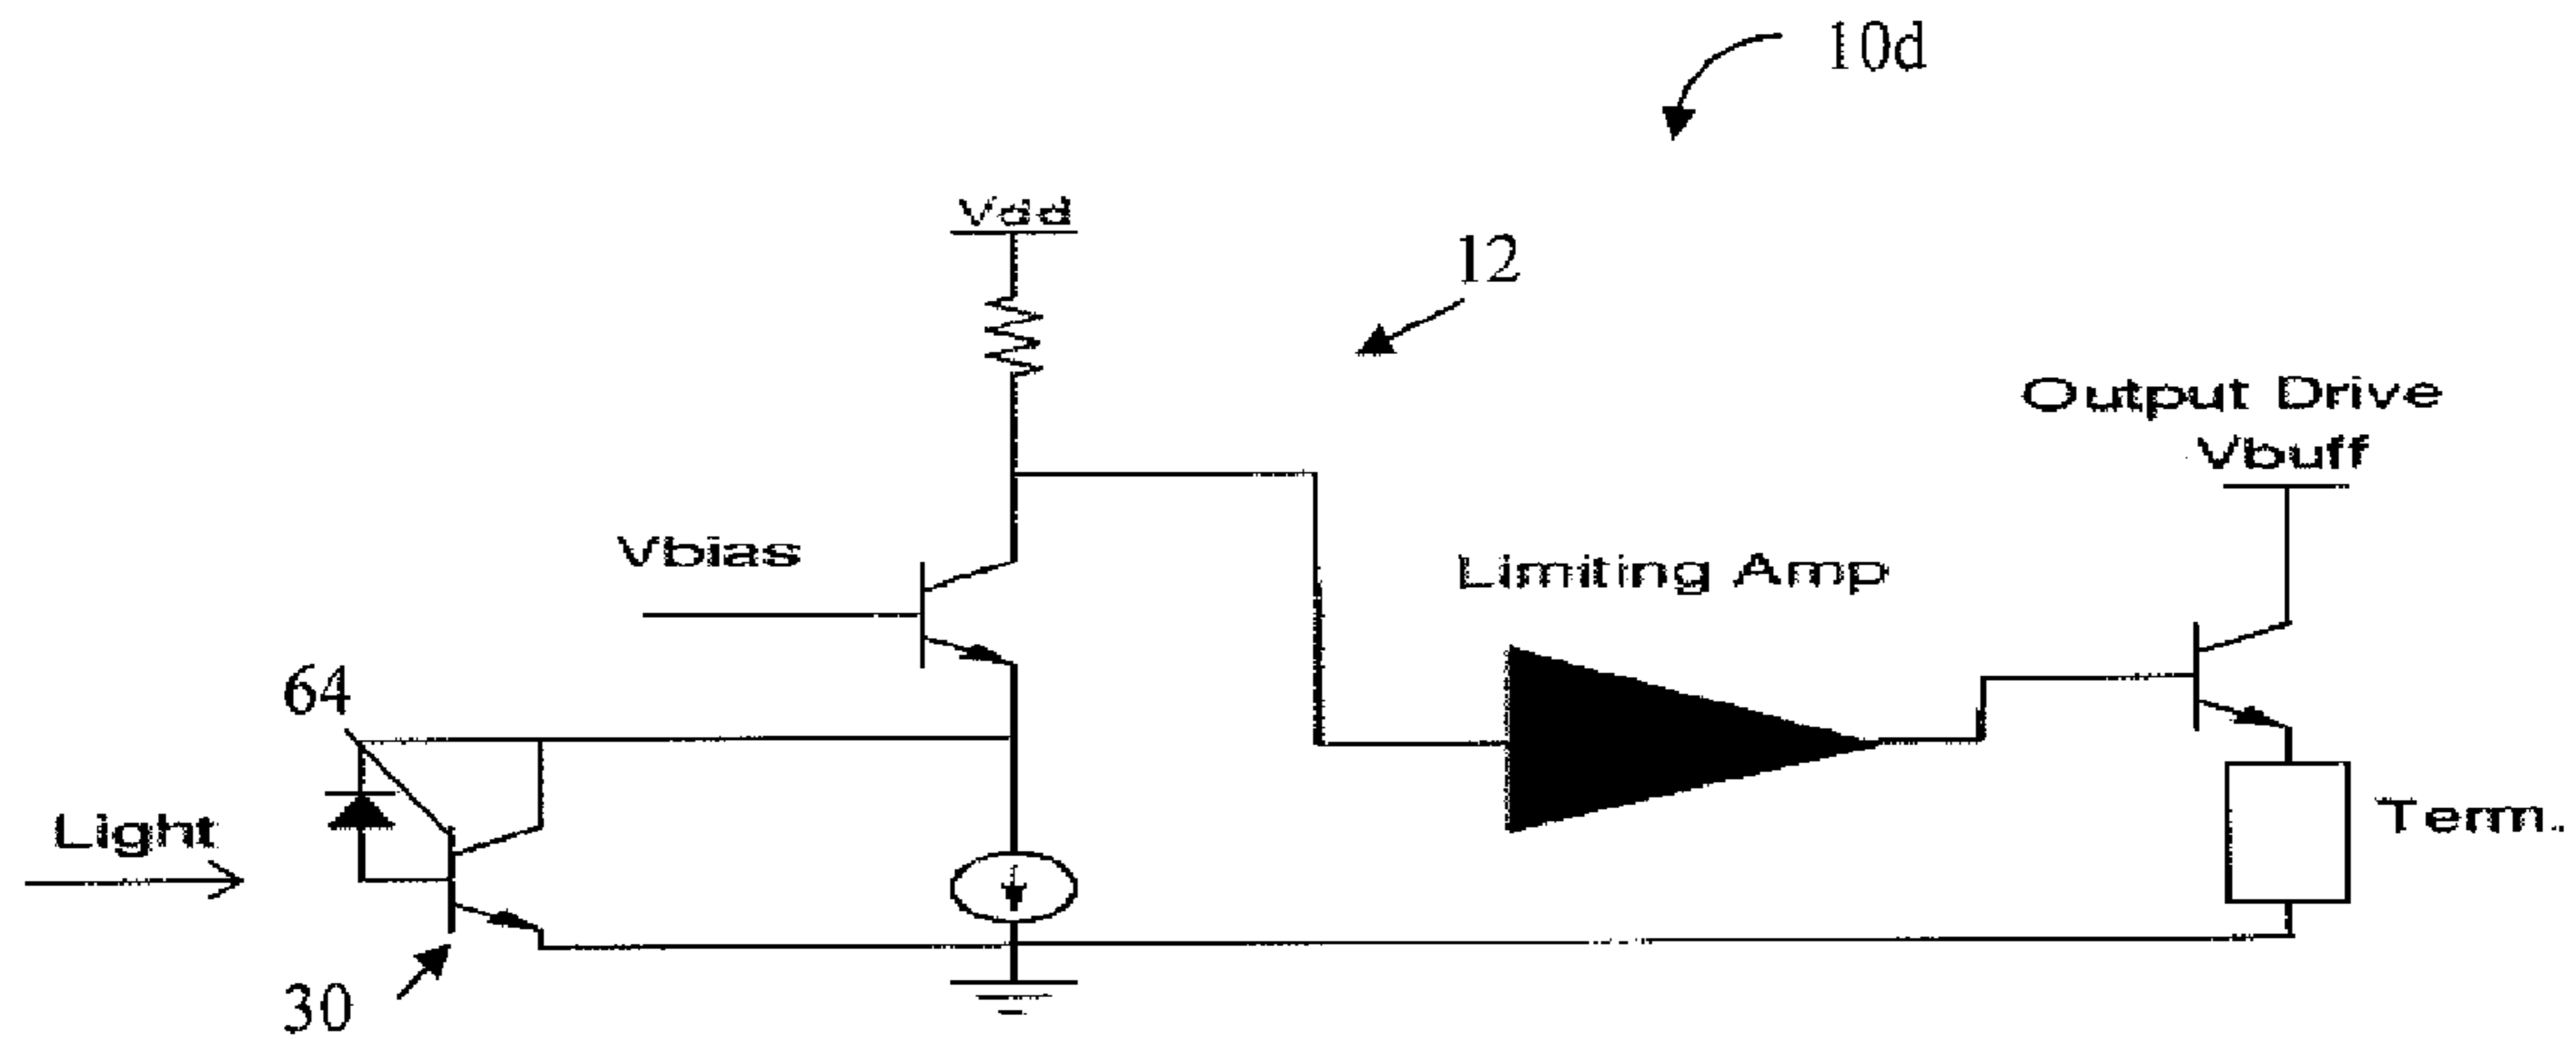 10d
Vdd
12
Output Drive
Vbuff
Vbias
Limiting Amp
64
Light
Term.
30